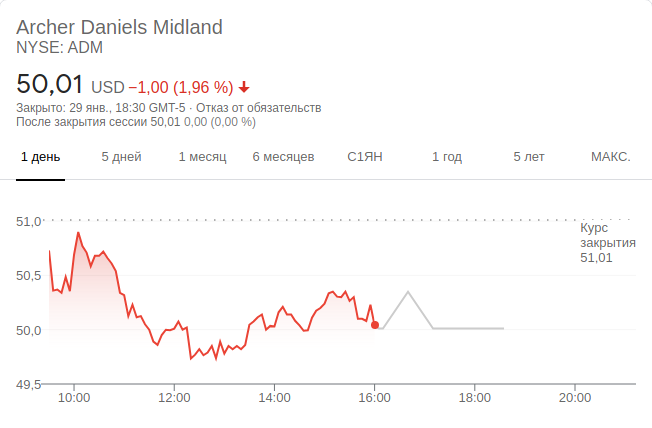 Archer Daniels Midland
NYSE: ADM
50,01 USD −1,00 (1,96 %)
Закрыто: 29 янв., 18:30 GMT-5 · Отказ от обязательств
После закрытия сессии 50,01 0,00 (0,00 %)
1 день 5 дней 1 месяц 6 месяцев С1ЯН 1 год 5 лет МАКС.
51,0
Курс
закрытия
51,01
50,5
50,0
49,5
10:00 12:00 14:00 16:00 18:00 20:00